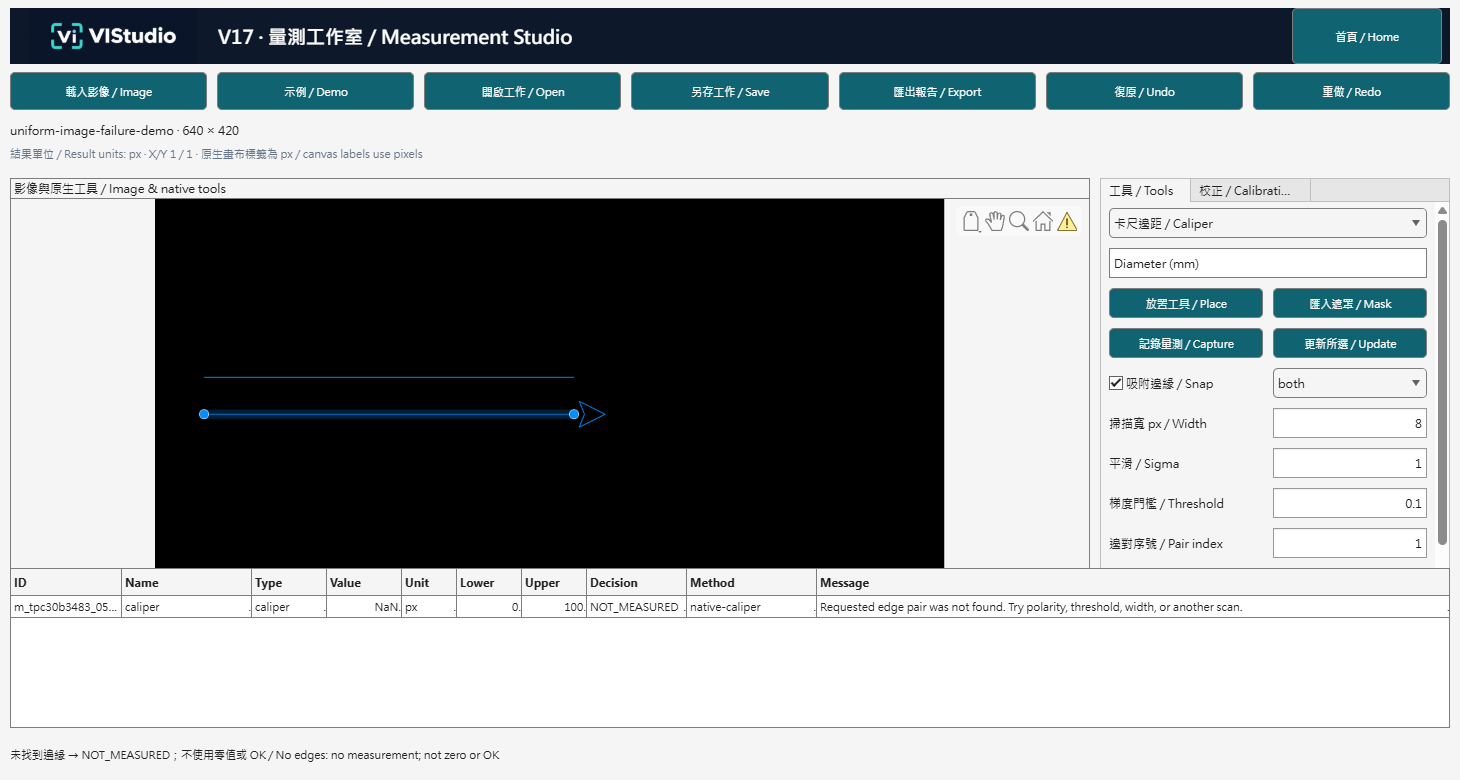 VIStudio V17 · 量測工作室 / Measurement Studio 首頁 / Home
載入影像 / Image 示例 / Demo 開啟工作 / Open 另存工作 / Save 匯出報告 / Export 復原 / Undo 重做 / Redo
uniform-image-failure-demo · 640 × 420
結果單位 / Result units: px · X/Y 1 / 1 · 原生畫布標籤為 px / canvas labels use pixels
影像與原生工具 / Image & native tools
工具 / Tools 校正 / Calibrati...
卡尺邊距 / Caliper
Diameter (mm)
放置工具 / Place 匯入遮罩 / Mask
記錄量測 / Capture 更新所選 / Update
吸附邊緣 / Snap both
掃描寬 px / Width 8
平滑 / Sigma 1
梯度門檻 / Threshold 0.1
邊對序號 / Pair index 1
ID Name Type Value Unit Lower Upper Decision Method Message
m_tpc30b3483_05... caliper caliper NaN px 0 100 NOT_MEASURED native-caliper Requested edge pair was not found. Try polarity, threshold, width, or another scan.
未找到邊緣 → NOT_MEASURED；不使用零值或 OK / No edges: no measurement; not zero or OK